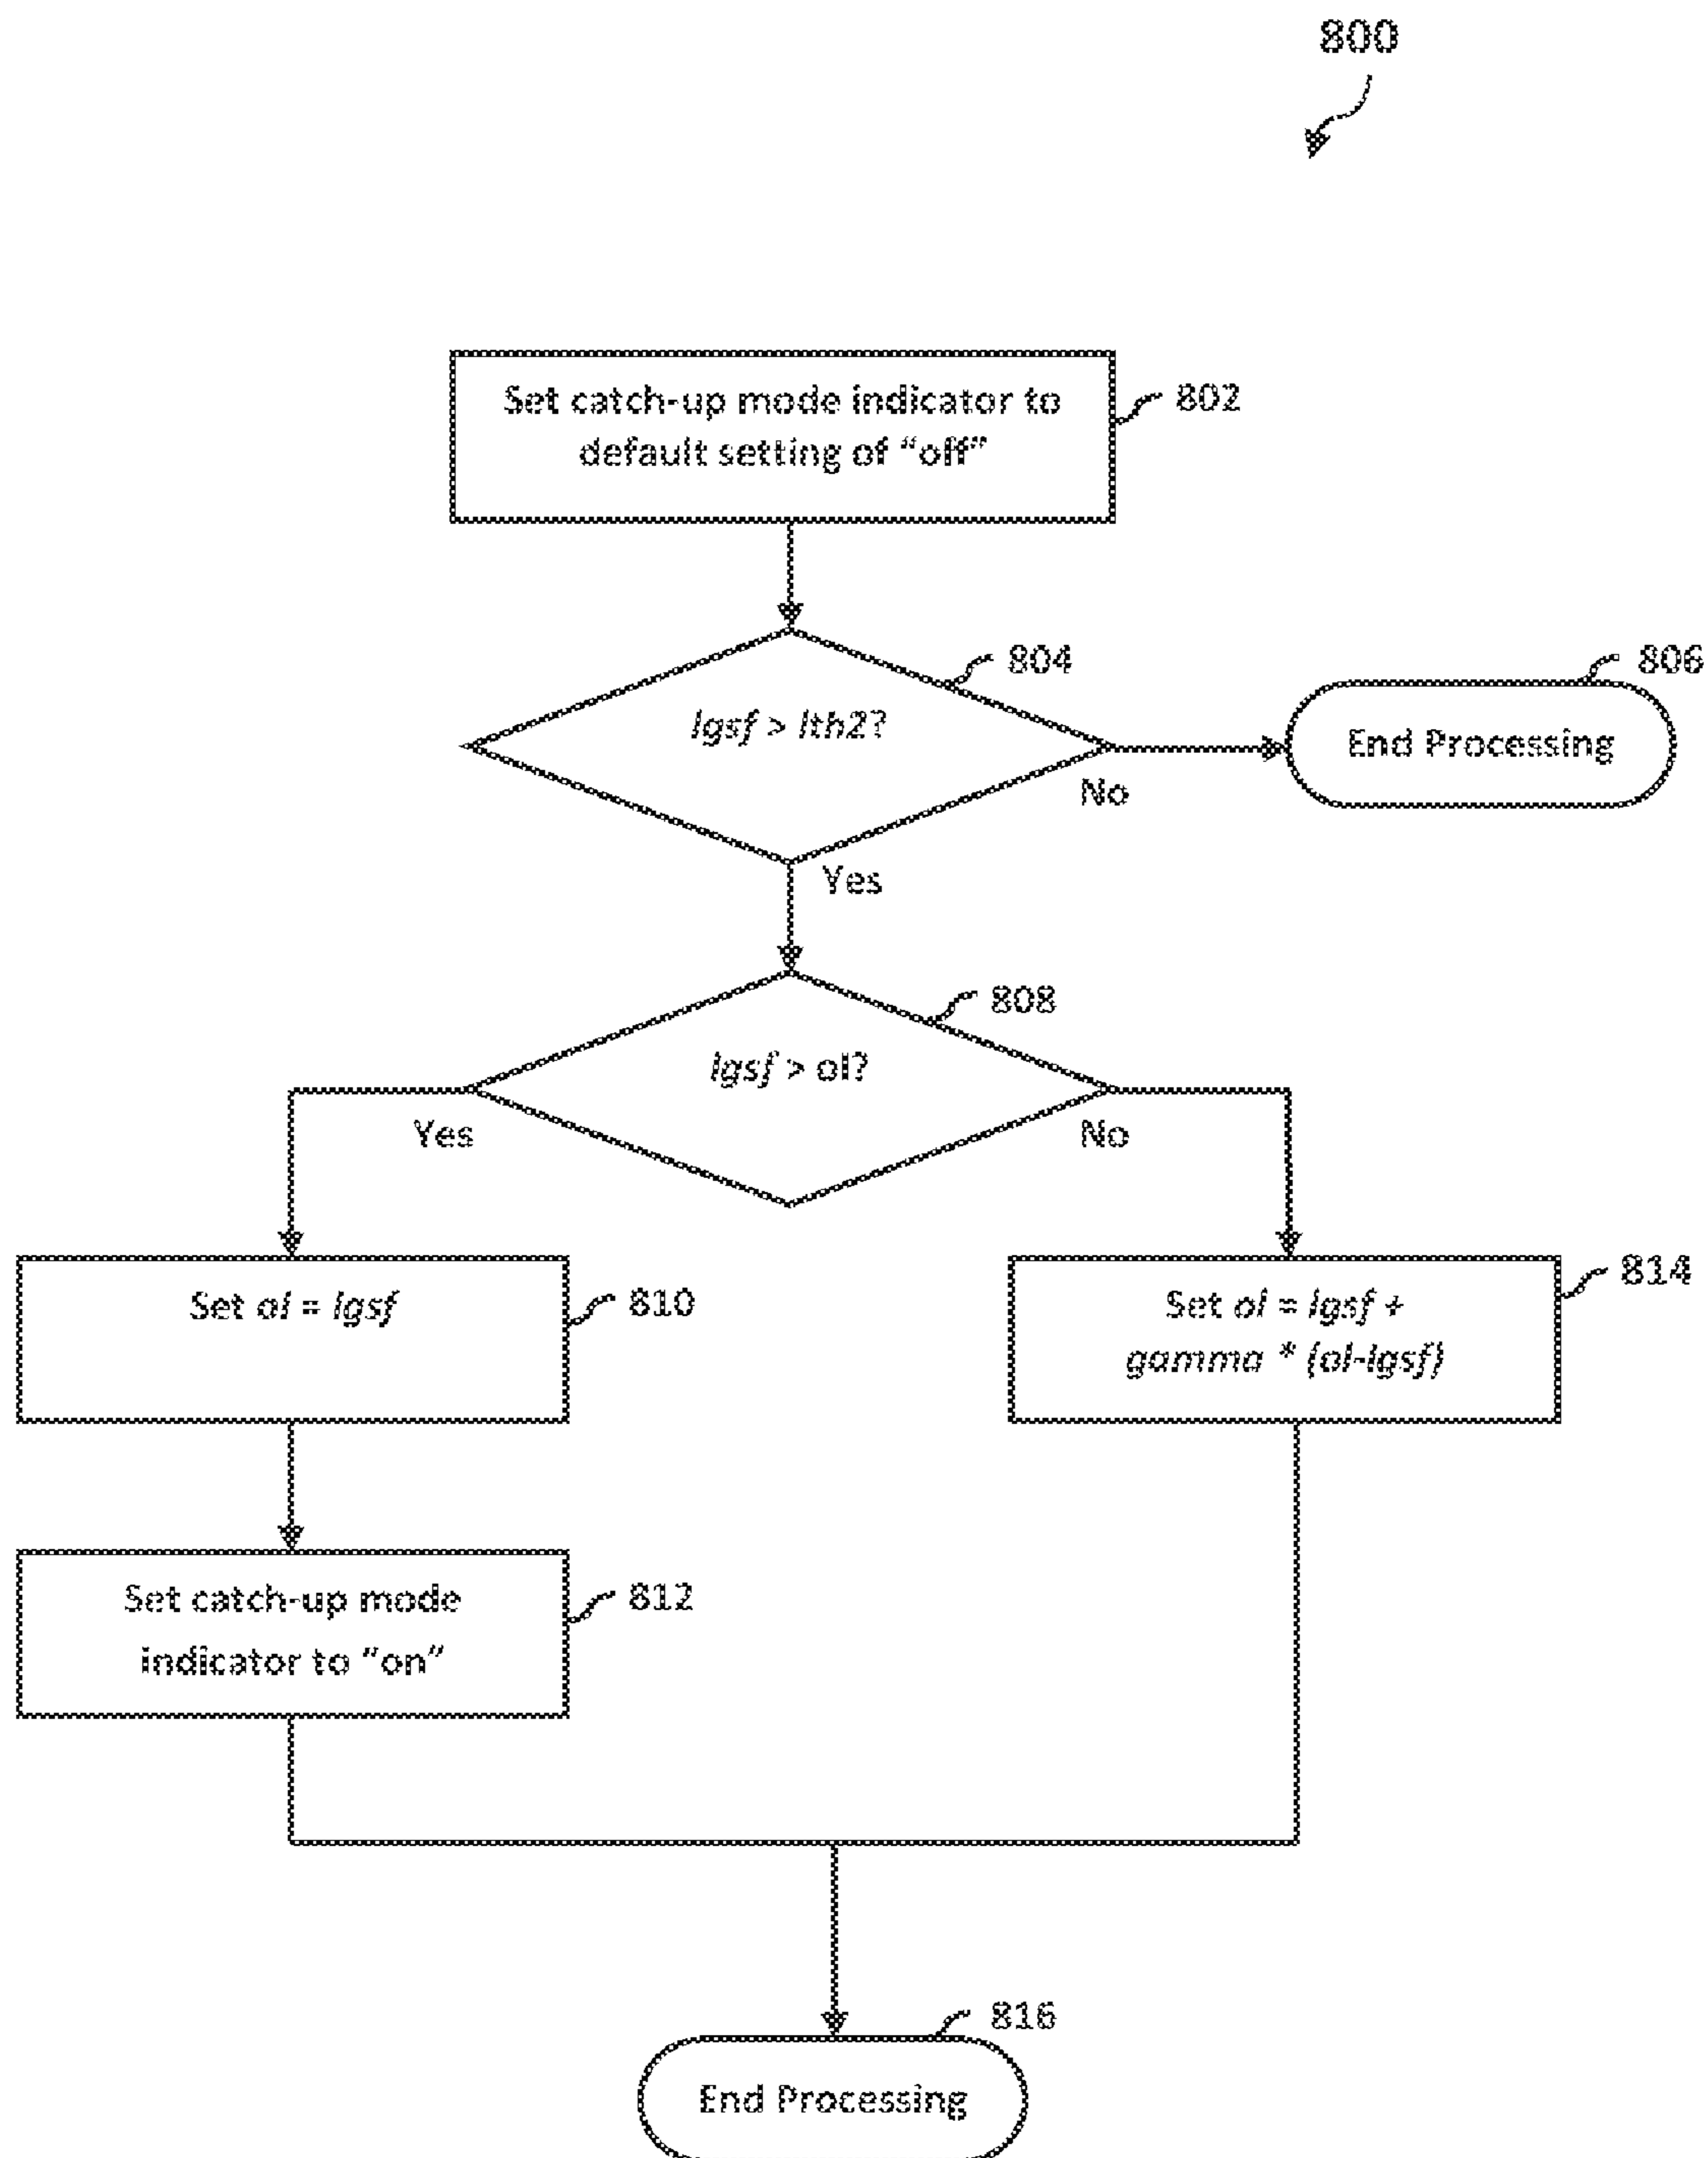 800
Set catch-up mode indicator to
default setting of “off”
802
lgsf > lth2?
804
No
806
End Processing
Yes
lgsf > ol?
808
Yes
No
Set ol = lgsf
810
Set ol = lgsf +
gamma * (ol-lgsf)
814
Set catch-up mode
indicator to “on”
812
816
End Processing